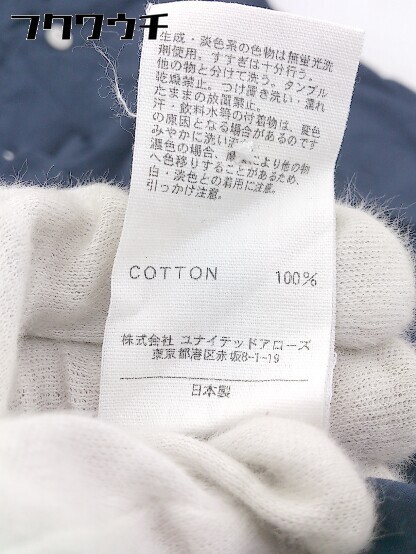 フクワウチ
生成・淡色系の色物は無蛍光洗
剤使用。すすぎは十分行う。
他の物と分けて洗う。タンブル
乾燥禁止。つけ置き洗い・濡れ
たままの放置禁止。
汗・飲料水等の付着物は、変色
の原因となる場合があるのです
みやかに洗い
濃色の場合、により他の物
へ色移りすることがあるため、
白・淡色との着用に注意。
引っかけ注意。
COTTON 100%
株式会社 ユナイテッドアローズ
東京都港区赤坂8-1-19
日本製